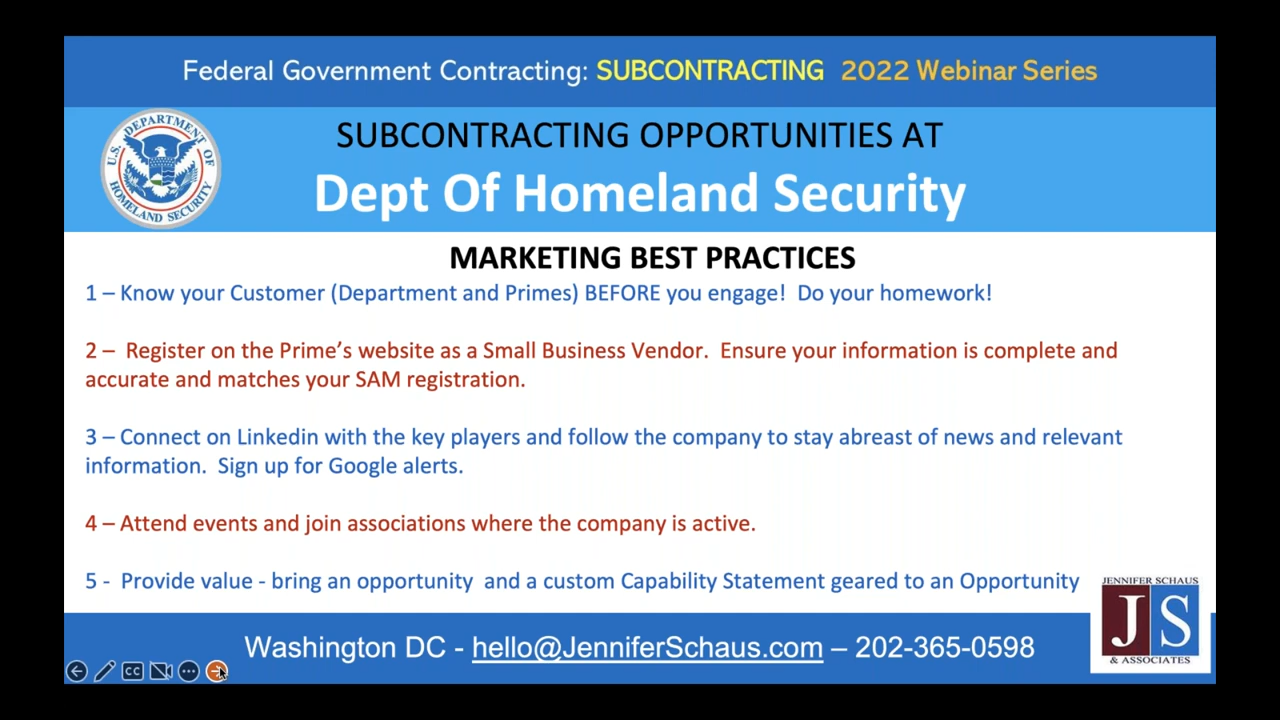 Federal Government Contracting: SUBCONTRACTING 2022 Webinar Series
U.S. DEPARTMENT OF HOMELAND SECURITY
SUBCONTRACTING OPPORTUNITIES AT
Dept Of Homeland Security
MARKETING BEST PRACTICES
1 – Know your Customer (Department and Primes) BEFORE you engage! Do your homework!
2 – Register on the Prime’s website as a Small Business Vendor. Ensure your information is complete and
accurate and matches your SAM registration.
3 – Connect on Linkedin with the key players and follow the company to stay abreast of news and relevant
information. Sign up for Google alerts.
4 – Attend events and join associations where the company is active.
5 - Provide value - bring an opportunity and a custom Capability Statement geared to an Opportunity
JENNIFER SCHAUS
JS
& ASSOCIATES
Washington DC - hello@JenniferSchaus.com – 202-365-0598
CC